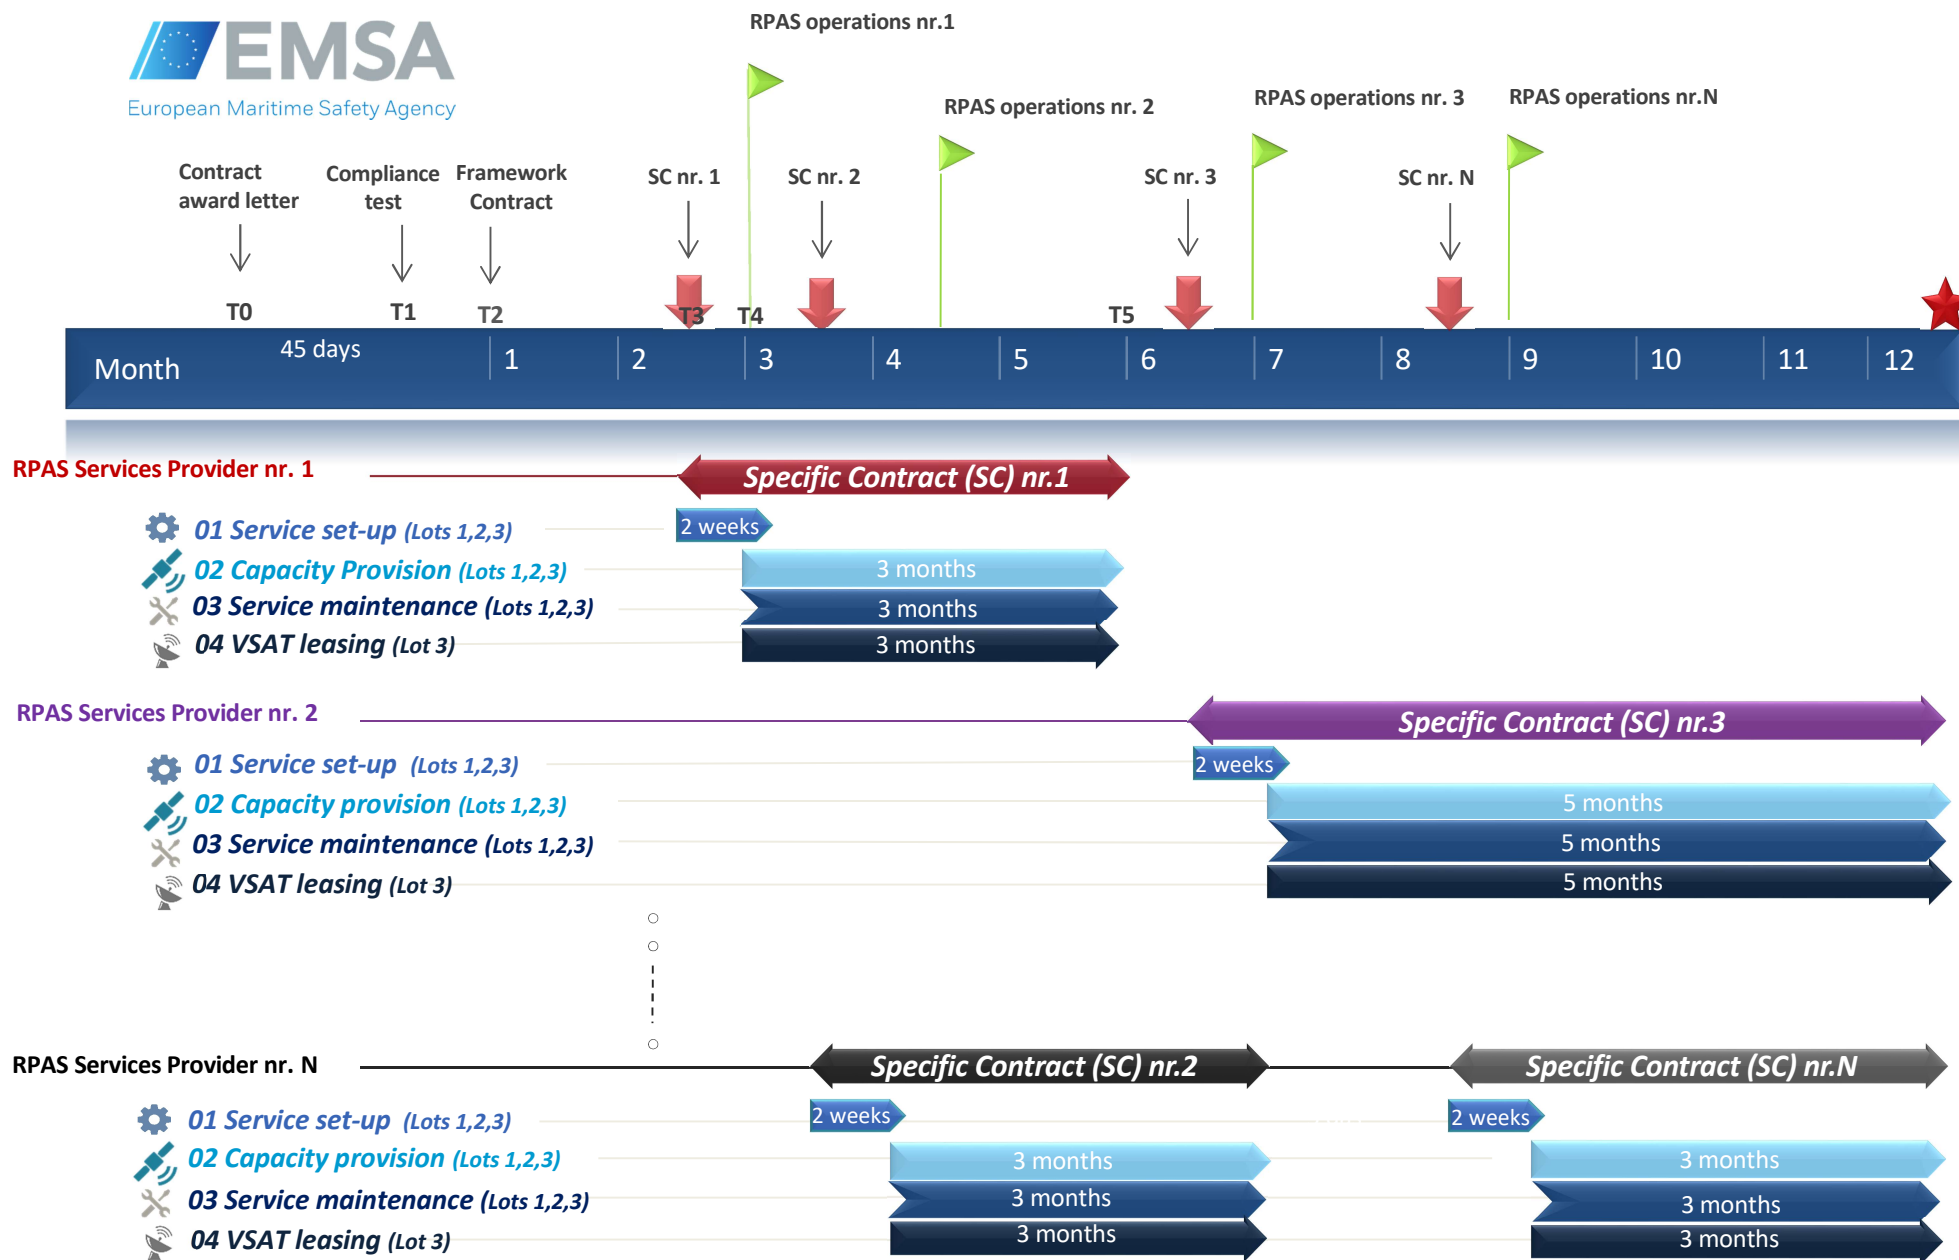 EMSA
European Maritime Safety Agency
RPAS operations nr.1
RPAS operations nr. 2
RPAS operations nr. 3
RPAS operations nr.N
Contract
award letter
Compliance
test
Framework
Contract
SC nr. 1
SC nr. 2
SC nr. 3
SC nr. N
T0
T1
T2
T3
T4
T5
Month
45 days
1
2
3
4
5
6
7
8
9
10
11
12
RPAS Services Provider nr. 1
Specific Contract (SC) nr.1
01 Service set-up (Lots 1,2,3)
2 weeks
02 Capacity Provision (Lots 1,2,3)
3 months
03 Service maintenance (Lots 1,2,3)
3 months
04 VSAT leasing (Lot 3)
3 months
RPAS Services Provider nr. 2
Specific Contract (SC) nr.3
01 Service set-up (Lots 1,2,3)
2 weeks
02 Capacity provision (Lots 1,2,3)
5 months
03 Service maintenance (Lots 1,2,3)
5 months
04 VSAT leasing (Lot 3)
5 months
RPAS Services Provider nr. N
Specific Contract (SC) nr.2
Specific Contract (SC) nr.N
01 Service set-up (Lots 1,2,3)
2 weeks
2 weeks
02 Capacity provision (Lots 1,2,3)
3 months
3 months
03 Service maintenance (Lots 1,2,3)
3 months
3 months
04 VSAT leasing (Lot 3)
3 months
3 months